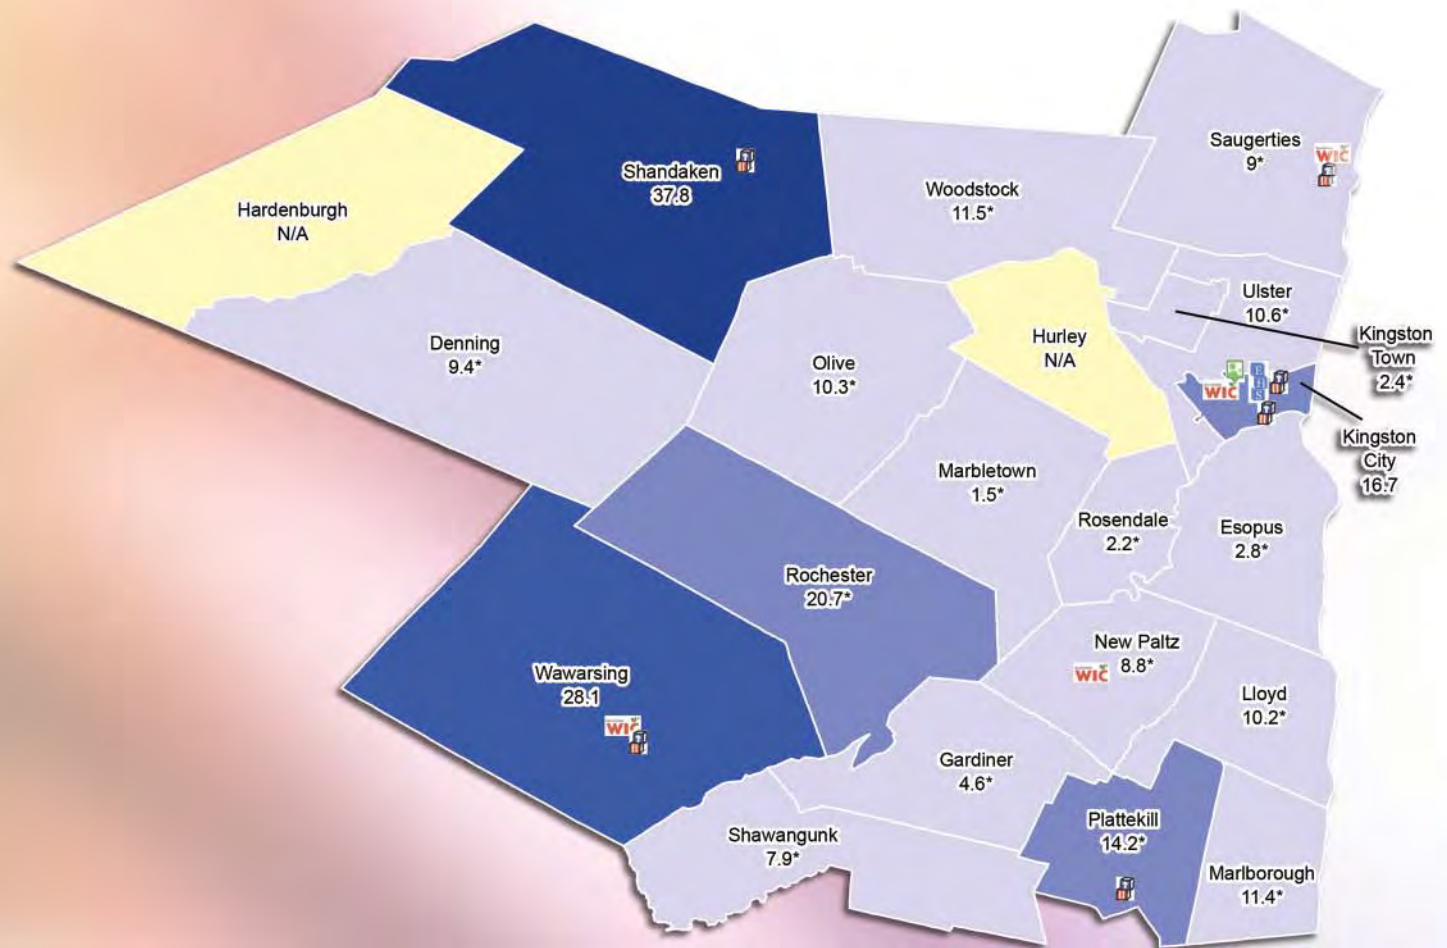 Saugerties
9*
WIC
Shandaken
37.8
Woodstock
11.5*
Hardenburgh
N/A
Ulster
10.6*
Kingston
Town
2.4*
Hurley
N/A
Denning
9.4*
Olive
10.3*
WIC
EHS
Kingston
City
16.7
Marbletown
1.5*
Rosendale
2.2*
Esopus
2.8*
Rochester
20.7*
New Paltz
8.8*
WIC
Wawarsing
28.1
WIC
Lloyd
10.2*
Gardiner
4.6*
Plattekill
14.2*
Shawangunk
7.9*
Marlborough
11.4*